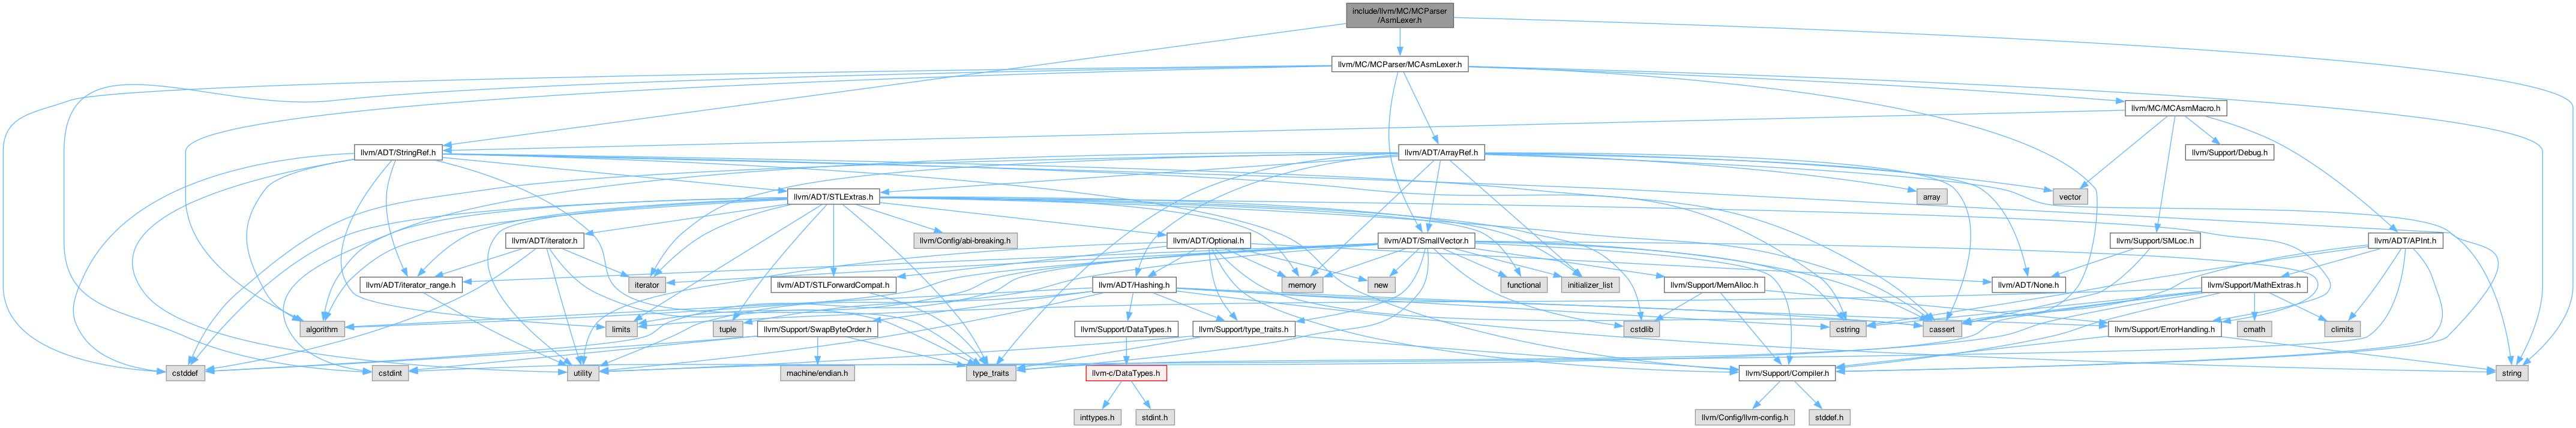 include/llvm/MC/MCParser
/AsmLexer.h
llvm/MC/MCParser/MCAsmLexer.h
llvm/MC/MCAsmMacro.h
llvm/ADT/StringRef.h
llvm/ADT/ArrayRef.h
llvm/Support/Debug.h
llvm/ADT/STLExtras.h
array
vector
llvm/ADT/iterator.h
llvm/Config/abi-breaking.h
llvm/ADT/Optional.h
llvm/ADT/SmallVector.h
llvm/Support/SMLoc.h
llvm/ADT/APInt.h
llvm/ADT/iterator_range.h
iterator
llvm/ADT/STLForwardCompat.h
llvm/ADT/Hashing.h
memory
new
functional
initializer_list
llvm/Support/MemAlloc.h
llvm/ADT/None.h
llvm/Support/MathExtras.h
algorithm
limits
tuple
llvm/Support/SwapByteOrder.h
llvm/Support/DataTypes.h
llvm/Support/type_traits.h
cstdlib
cstring
cassert
llvm/Support/ErrorHandling.h
cmath
climits
cstddef
cstdint
utility
machine/endian.h
type_traits
llvm-c/DataTypes.h
llvm/Support/Compiler.h
string
inttypes.h
stdint.h
llvm/Config/llvm-config.h
stddef.h